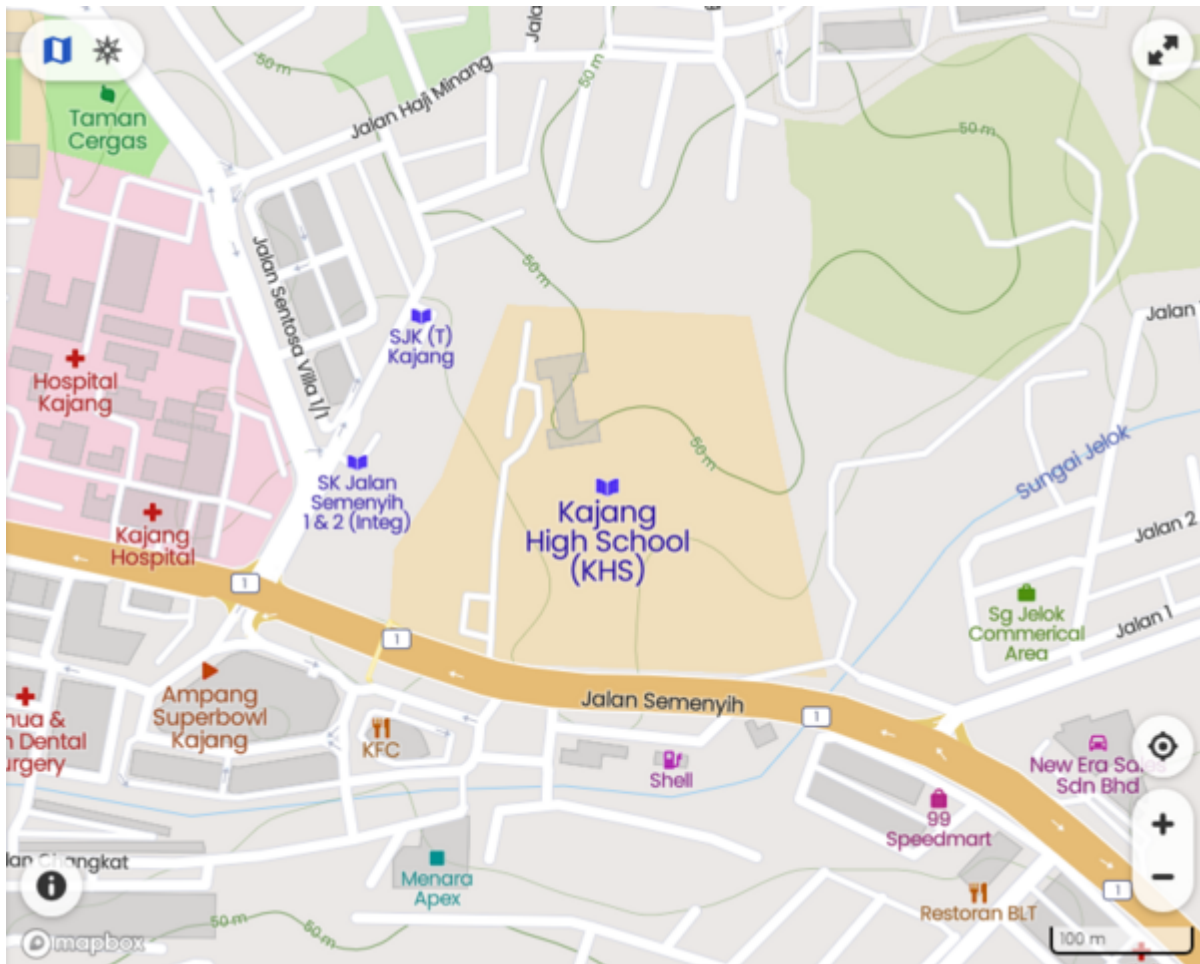 Jalan Haji Minang
Taman
Cergas
50 m
50 m
50 m
Jalan Sentosa Villa 1/1
SJK (T)
Kajang
Hospital
Kajang
SK Jalan
Semenyih
1 & 2 (Integ)
50 m
Kajang
High School
(KHS)
Kajang
Hospital
Sungai Jelok
Jalan 2
Jalan 1
Sg Jelok
Commerical
Area
1
1
1
1
Jalan Semenyih
Ampang
Superbowl
Kajang
KFC
Shell
Dental
New Era Sales
Sdn Bhd
99
Speedmart
Menara
Apex
Restoran BLT
50 m
50 m
100 m
mapbox